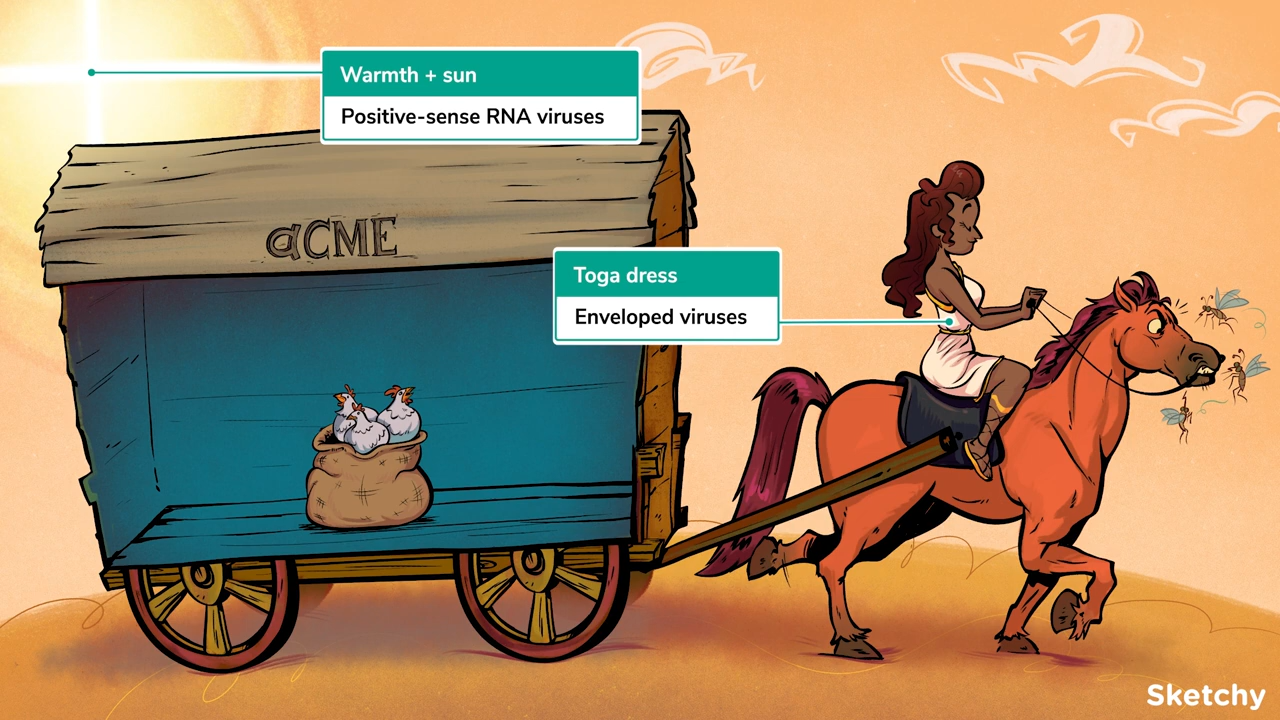 Warmth + sun
Positive-sense RNA viruses
aCME
Toga dress
Enveloped viruses
Sketchy